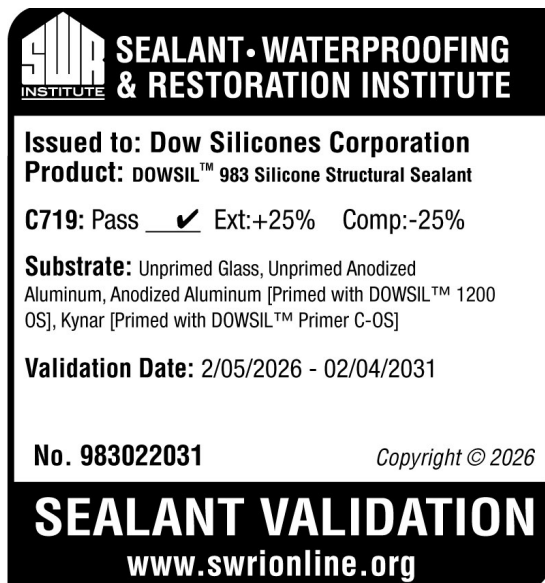 SWR
INSTITUTE
SEALANT • WATERPROOFING
& RESTORATION INSTITUTE
Issued to: Dow Silicones Corporation
Product: DOWSIL™ 983 Silicone Structural Sealant
C719: Pass ✔ Ext:+25% Comp:-25%
Substrate: Unprimed Glass, Unprimed Anodized
Aluminum, Anodized Aluminum [Primed with DOWSIL™ 1200
OS], Kynar [Primed with DOWSIL™ Primer C-OS]
Validation Date: 2/05/2026 - 02/04/2031
No. 983022031
Copyright © 2026
SEALANT VALIDATION
www.swrionline.org